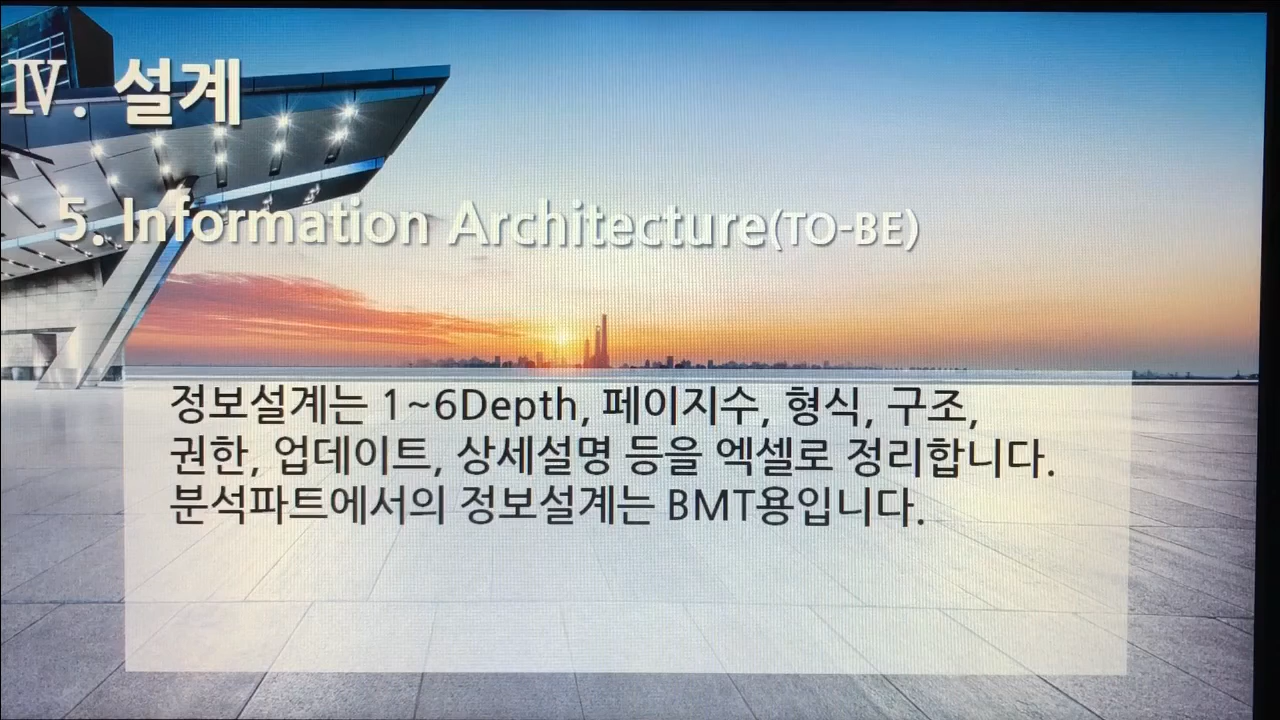 Ⅳ. 설계
5. Information Architecture(TO-BE)
정보설계는 1~6Depth, 페이지수, 형식, 구조,
권한, 업데이트, 상세설명 등을 엑셀로 정리합니다.
분석파트에서의 정보설계는 BMT용입니다.